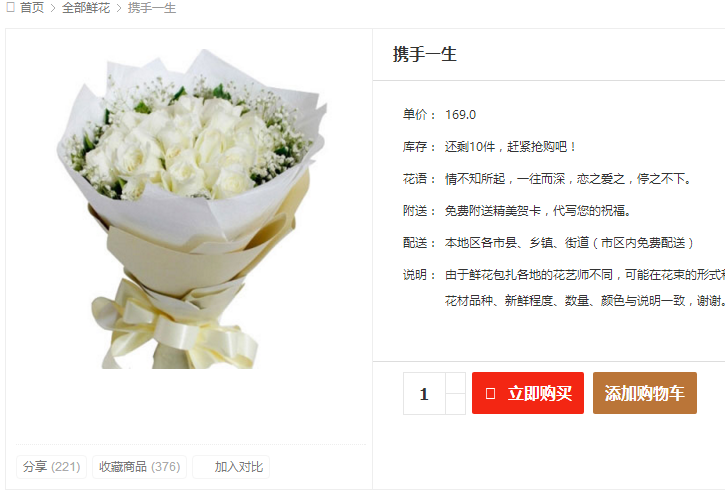 首页 > 全部鲜花 > 携手一生
携手一生
单价： 169.0
库存： 还剩10件，赶紧抢购吧！
花语： 情不知所起，一往而深，恋之爱之，停之不下。
附送： 免费附送精美贺卡，代写您的祝福。
配送： 本地区各市县、乡镇、街道（市区内免费配送）
说明： 由于鲜花包扎各地的花艺师不同，可能在花束的形式
花材品种、新鲜程度、数量、颜色与说明一致，谢谢
1 立即购买 添加购物车
分享 (221) 收藏商品 (376) 加入对比